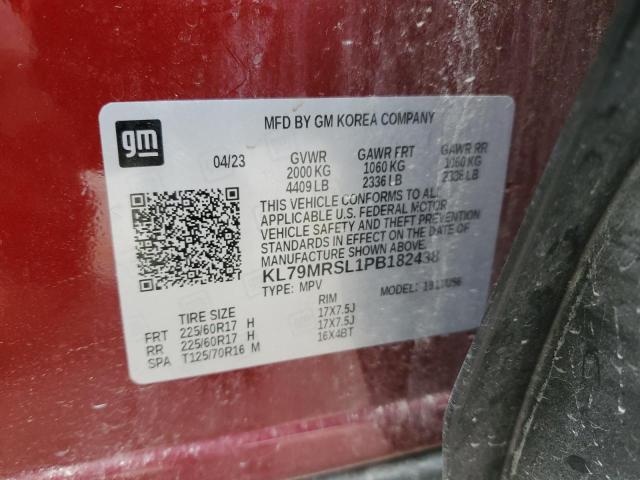 MFD BY GM KOREA COMPANY
gm
04/23 GVWR GAWR FRT GAWR RR
2000 KG 1060 KG 1060 KG
4409 LB 2336 LB 2336 LB
THIS VEHICLE CONFORMS TO ALL
APPLICABLE U.S. FEDERAL MOTOR
VEHICLE SAFETY AND THEFT PREVENTION
STANDARDS IN EFFECT ON THE DATE OF
MANUFACTURE SHOWN ABOVE.
KL79MRSL1PB182438
TYPE: MPV MODEL:
TIRE SIZE RIM
FRT 225/60R17 H 17X7.5J
RR 225/60R17 H 17X7.5J
SPA T125/70R16 M 16X4BT